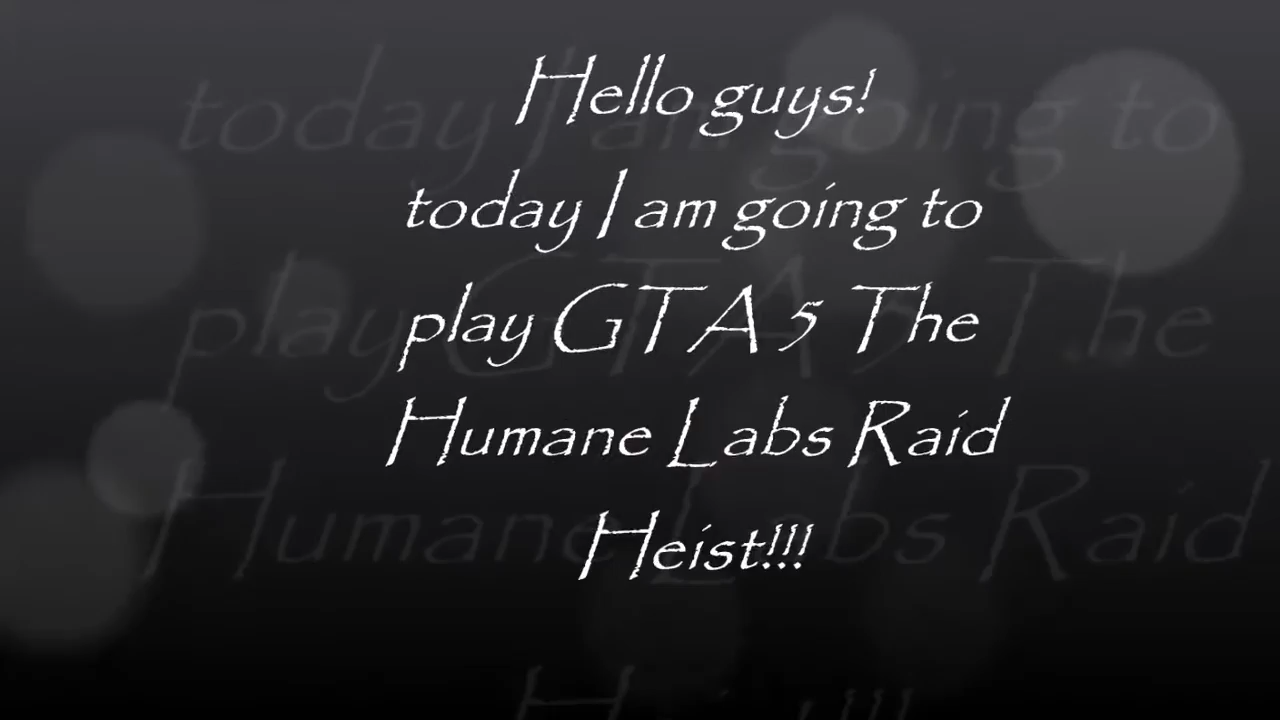 Hello guys!
today I am going to
play GTA 5 The
Humane Labs Raid
Heist!!!